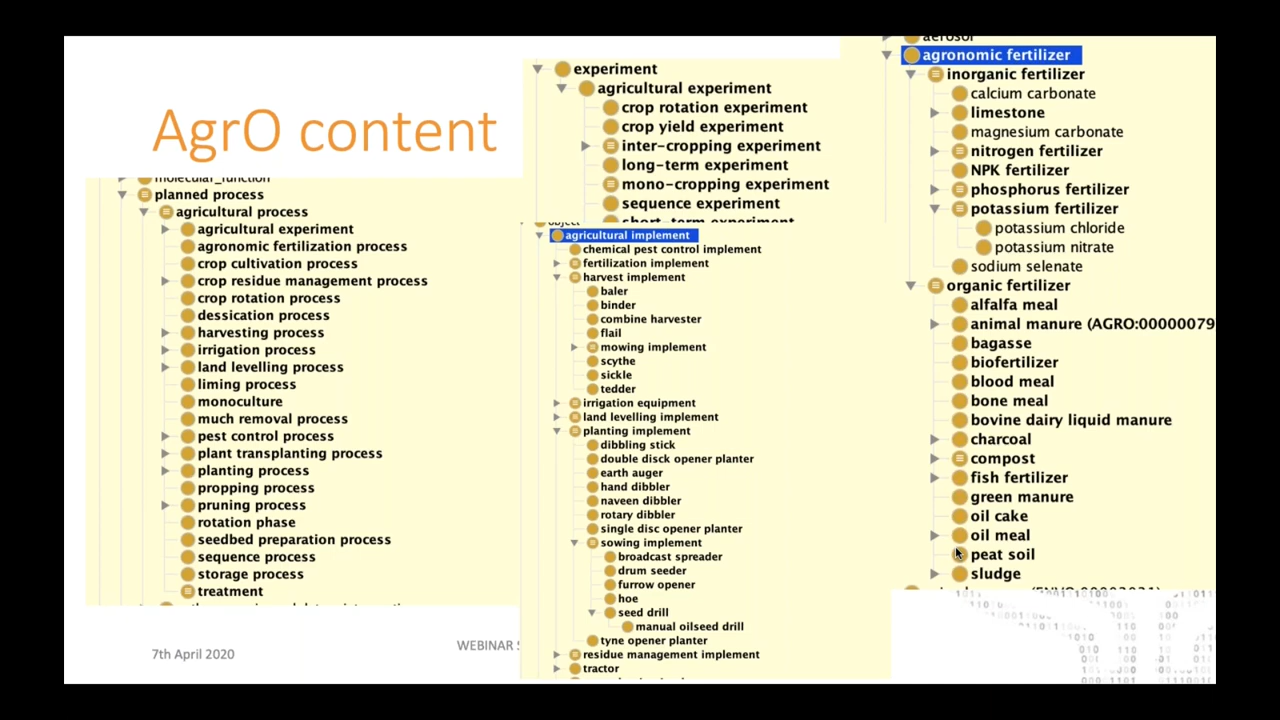 AgrO content
molecular_function
planned process
agricultural process
agricultural experiment
agronomic fertilization process
crop cultivation process
crop residue management process
crop rotation process
dessication process
harvesting process
irrigation process
land levelling process
liming process
monoculture
much removal process
pest control process
plant transplanting process
planting process
propping process
pruning process
rotation phase
seedbed preparation process
sequence process
storage process
treatment
7th April 2020
WEBINAR S
experiment
agricultural experiment
crop rotation experiment
crop yield experiment
inter-cropping experiment
long-term experiment
mono-cropping experiment
sequence experiment
short-term experiment
object
agricultural implement
chemical pest control implement
fertilization implement
harvest implement
baler
binder
combine harvester
flail
mowing implement
scythe
sickle
tedder
irrigation equipment
land levelling implement
planting implement
dibbling stick
double disck opener planter
earth auger
hand dibbler
naveen dibbler
rotary dibbler
single disc opener planter
sowing implement
broadcast spreader
drum seeder
furrow opener
hoe
seed drill
manual oilseed drill
tyne opener planter
residue management implement
tractor
aerosol
agronomic fertilizer
inorganic fertilizer
calcium carbonate
limestone
magnesium carbonate
nitrogen fertilizer
NPK fertilizer
phosphorus fertilizer
potassium fertilizer
potassium chloride
potassium nitrate
sodium selenate
organic fertilizer
alfalfa meal
animal manure (AGRO:00000079
bagasse
biofertilizer
blood meal
bone meal
bovine dairy liquid manure
charcoal
compost
fish fertilizer
green manure
oil cake
oil meal
peat soil
sludge